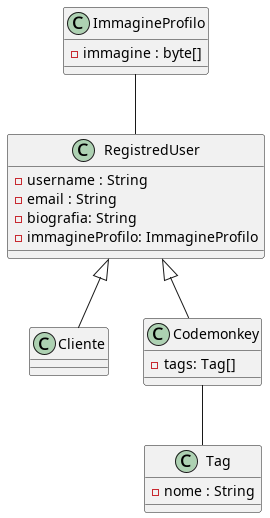 C ImmagineProfilo
immagine : byte[]
C RegistredUser
username : String
email : String
biografia: String
immagineProfilo: ImmagineProfilo
C Cliente
C Codemonkey
tags: Tag[]
C Tag
nome : String